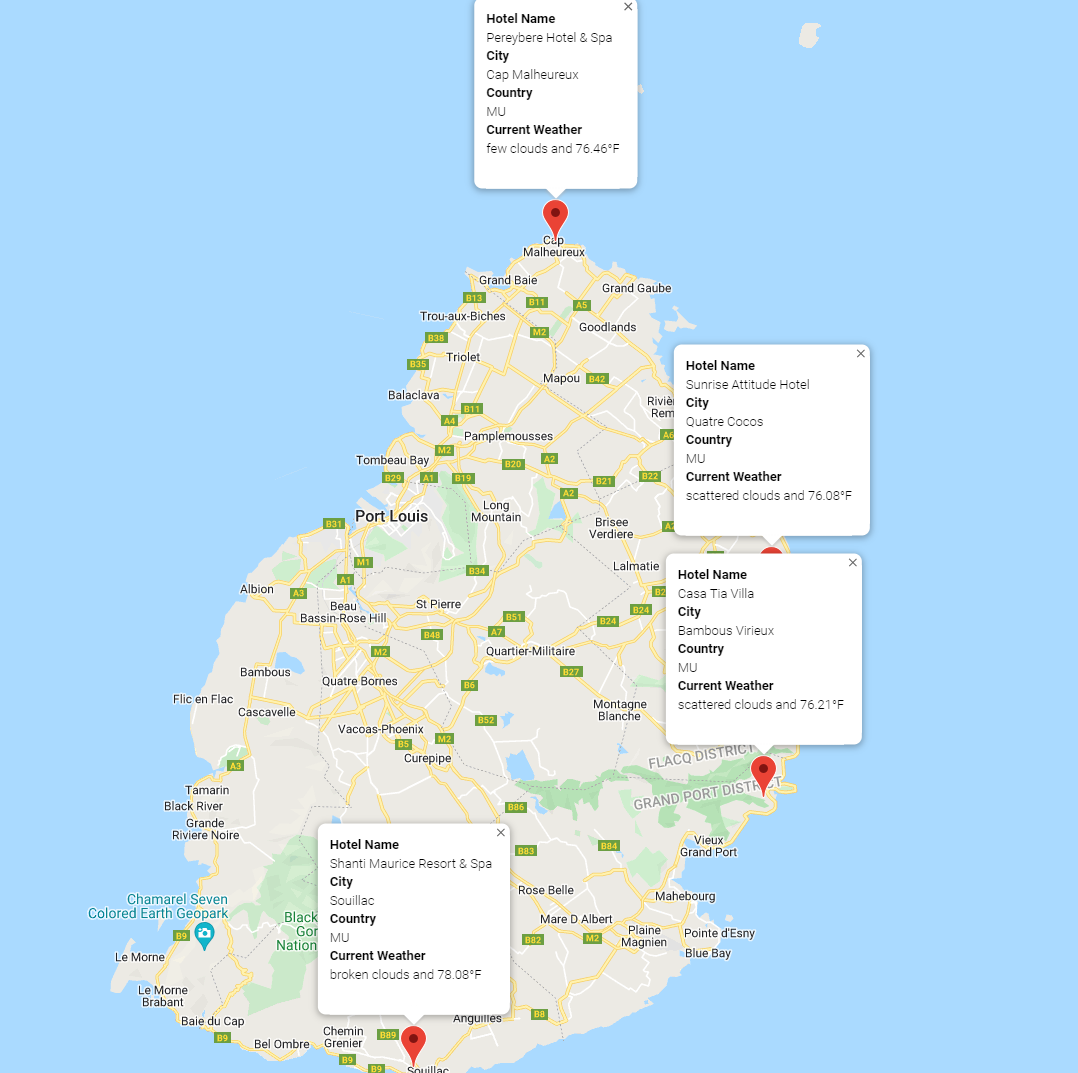 Hotel Name
Pereybere Hotel & Spa
City
Cap Malheureux
Country
MU
Current Weather
few clouds and 76.46°F
Cap
Malheureux
Grand Baie
Grand Gaube
B13
B11
A5
Trou-aux-Biches
Goodlands
M2
B38
Triolet
B35
Mapou
B42
Balaclava
B11
A4
Pamplemousses
M2
Tombeau Bay
B20
A2
B29
A1
B19
B21
B22
A2
Hotel Name
Sunrise Attitude Hotel
City
Quatre Cocos
Country
MU
Current Weather
scattered clouds and 76.08°F
Port Louis
Long
Mountain
B31
Brisee
Verdiere
M1
B34
Lalmatie
A1
Albion
A3
Beau
Bassin-Rose Hill
St Pierre
B51
B24
B24
A7
B48
M2
Quartier-Militaire
Bambous
B27
Quatre Bornes
B6
Flic en Flac
Cascavelle
Montagne
Blanche
B52
Vacoas-Phoenix
B5
M2
Curepipe
A3
Hotel Name
Casa Tia Villa
City
Bambous Virieux
Country
MU
Current Weather
scattered clouds and 76.21°F
FLACQ DISTRICT
GRAND PORT DISTRICT
Tamarin
Black River
B86
Grande
Riviere Noire
Vieux
Grand Port
B83
B84
Hotel Name
Shanti Maurice Resort & Spa
City
Souillac
Country
MU
Current Weather
broken clouds and 78.08°F
Rose Belle
Mahebourg
Chamarel Seven
Colored Earth Geopark
Black
Mare D Albert
B9
B82
M2
Plaine
Magnien
Pointe d'Esny
Blue Bay
Le Morne
Le Morne
Brabant
Baie du Cap
Anguilles
B8
B9
Chemin
Grenier
B89
Bel Ombre
B9
B9
Souillac